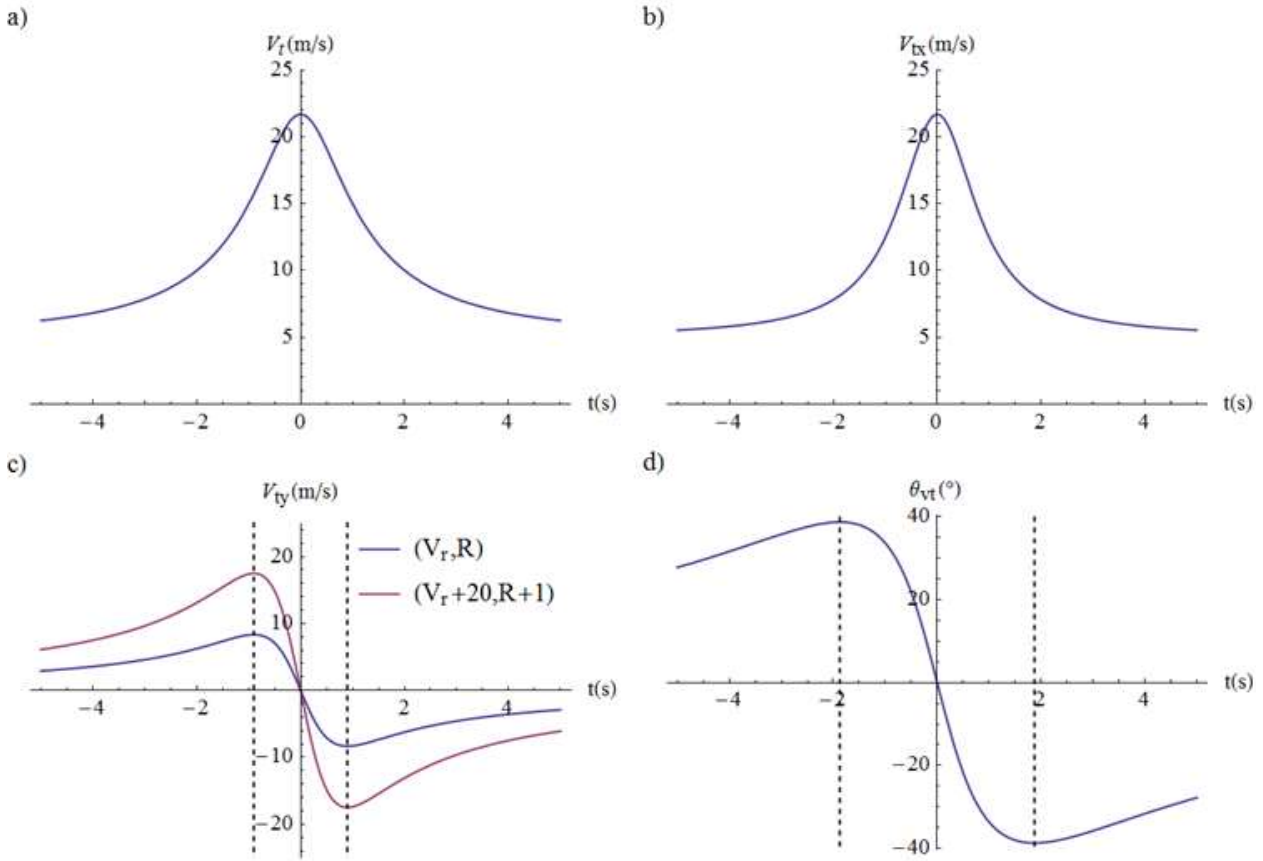 a)
V_t(m/s)
25
20
15
10
5
−4 −2 0 2 4 t(s)
b)
V_tx(m/s)
25
20
15
10
5
−4 −2 0 2 4 t(s)
c)
V_ty(m/s)
20
10
−4 −2 2 4 t(s)
−10
−20
(V_r,R)
(V_r+20,R+1)
d)
θ_vt(°)
40
20
−4 −2 2 4 t(s)
−20
−40